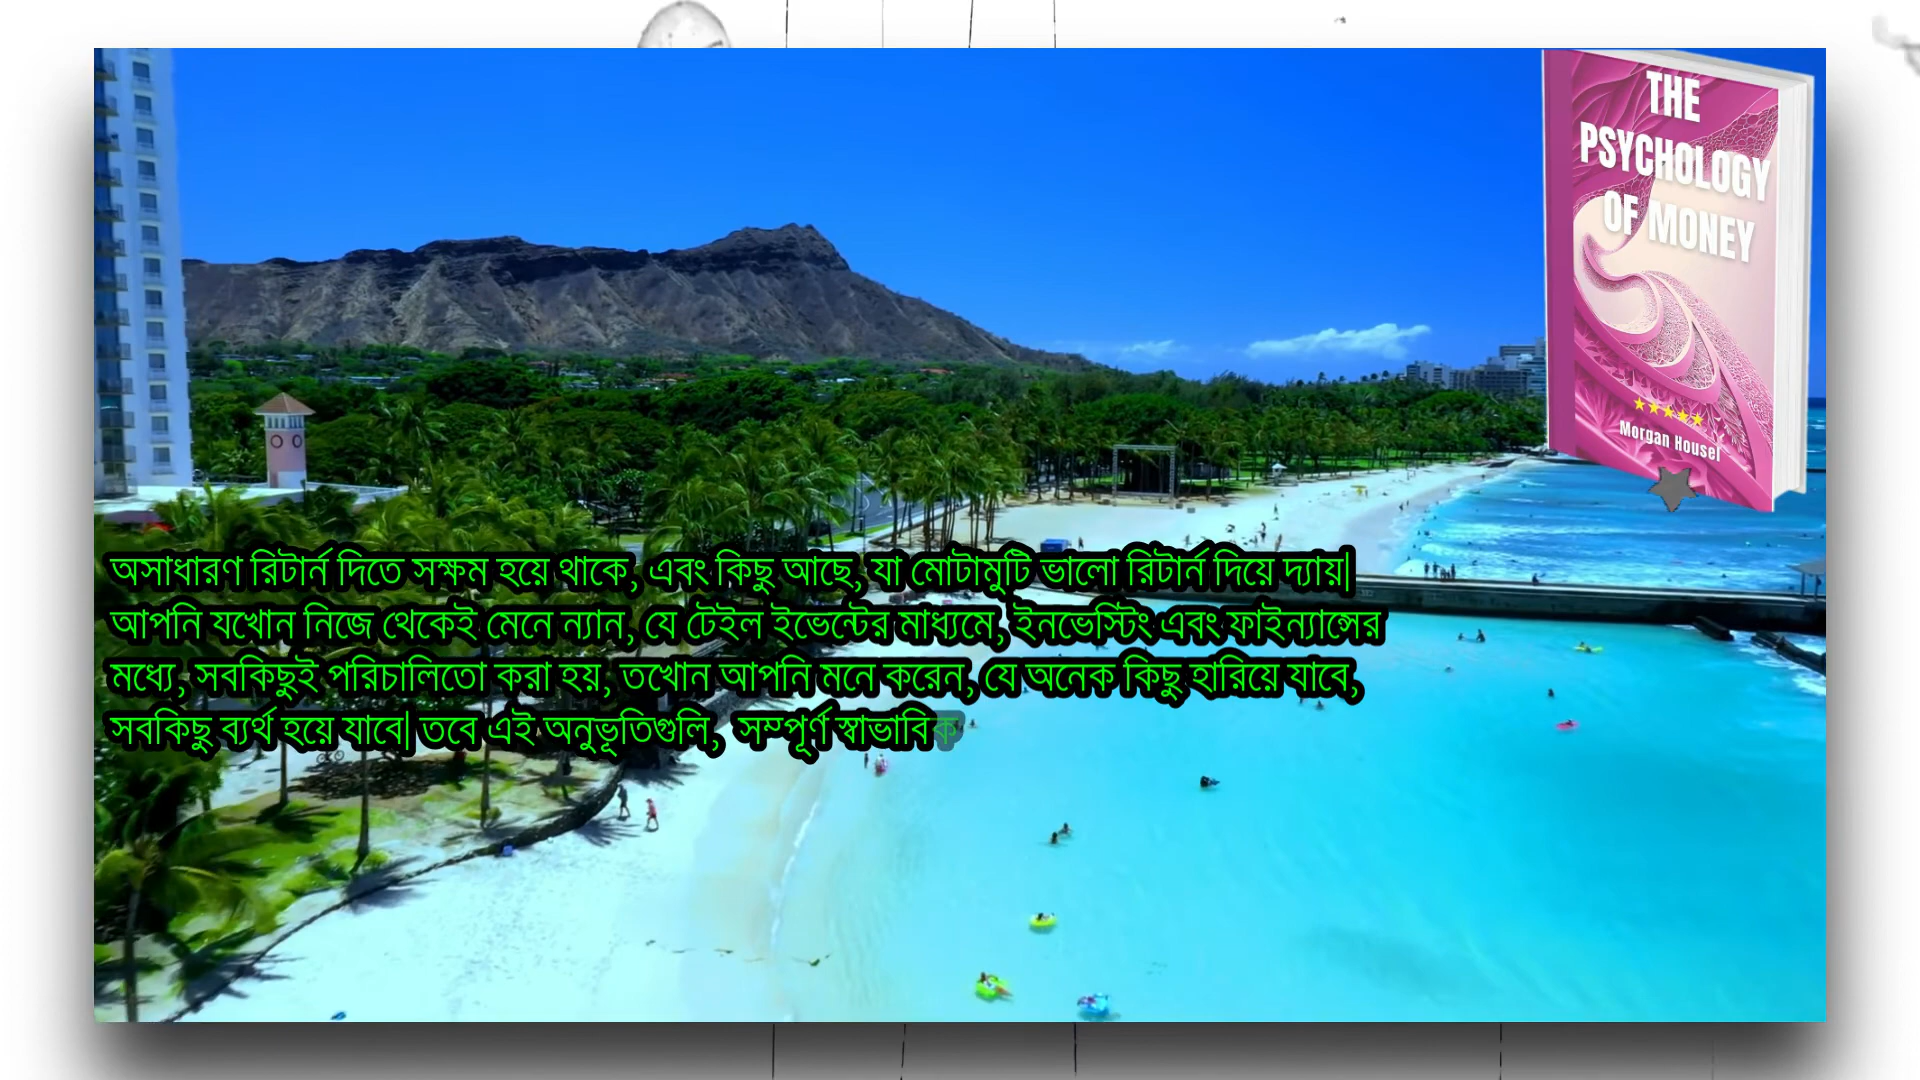 THE
PSYCHOLOGY
OF MONEY
Morgan Housel
অসাধারণ রিটার্ন দিতে সক্ষম হয়ে থাকে, এবং কিছু আছে, যা মোটামুটি ভালো রিটার্ন দিয়ে দ্যায়|
আপনি যখোন নিজে থেকেই মেনে ন্যান, যে টেইল ইভেন্টের মাধ্যমে, ইনভেস্টিং এবং ফাইন্যান্সের
মধ্যে, সবকিছুই পরিচালিতো করা হয়, তখোন আপনি মনে করেন, যে অনেক কিছু হারিয়ে যাবে,
সবকিছু ব্যর্থ হয়ে যাবে| তবে এই অনুভূতিগুলি, সম্পূর্ণ স্বাভাবিক